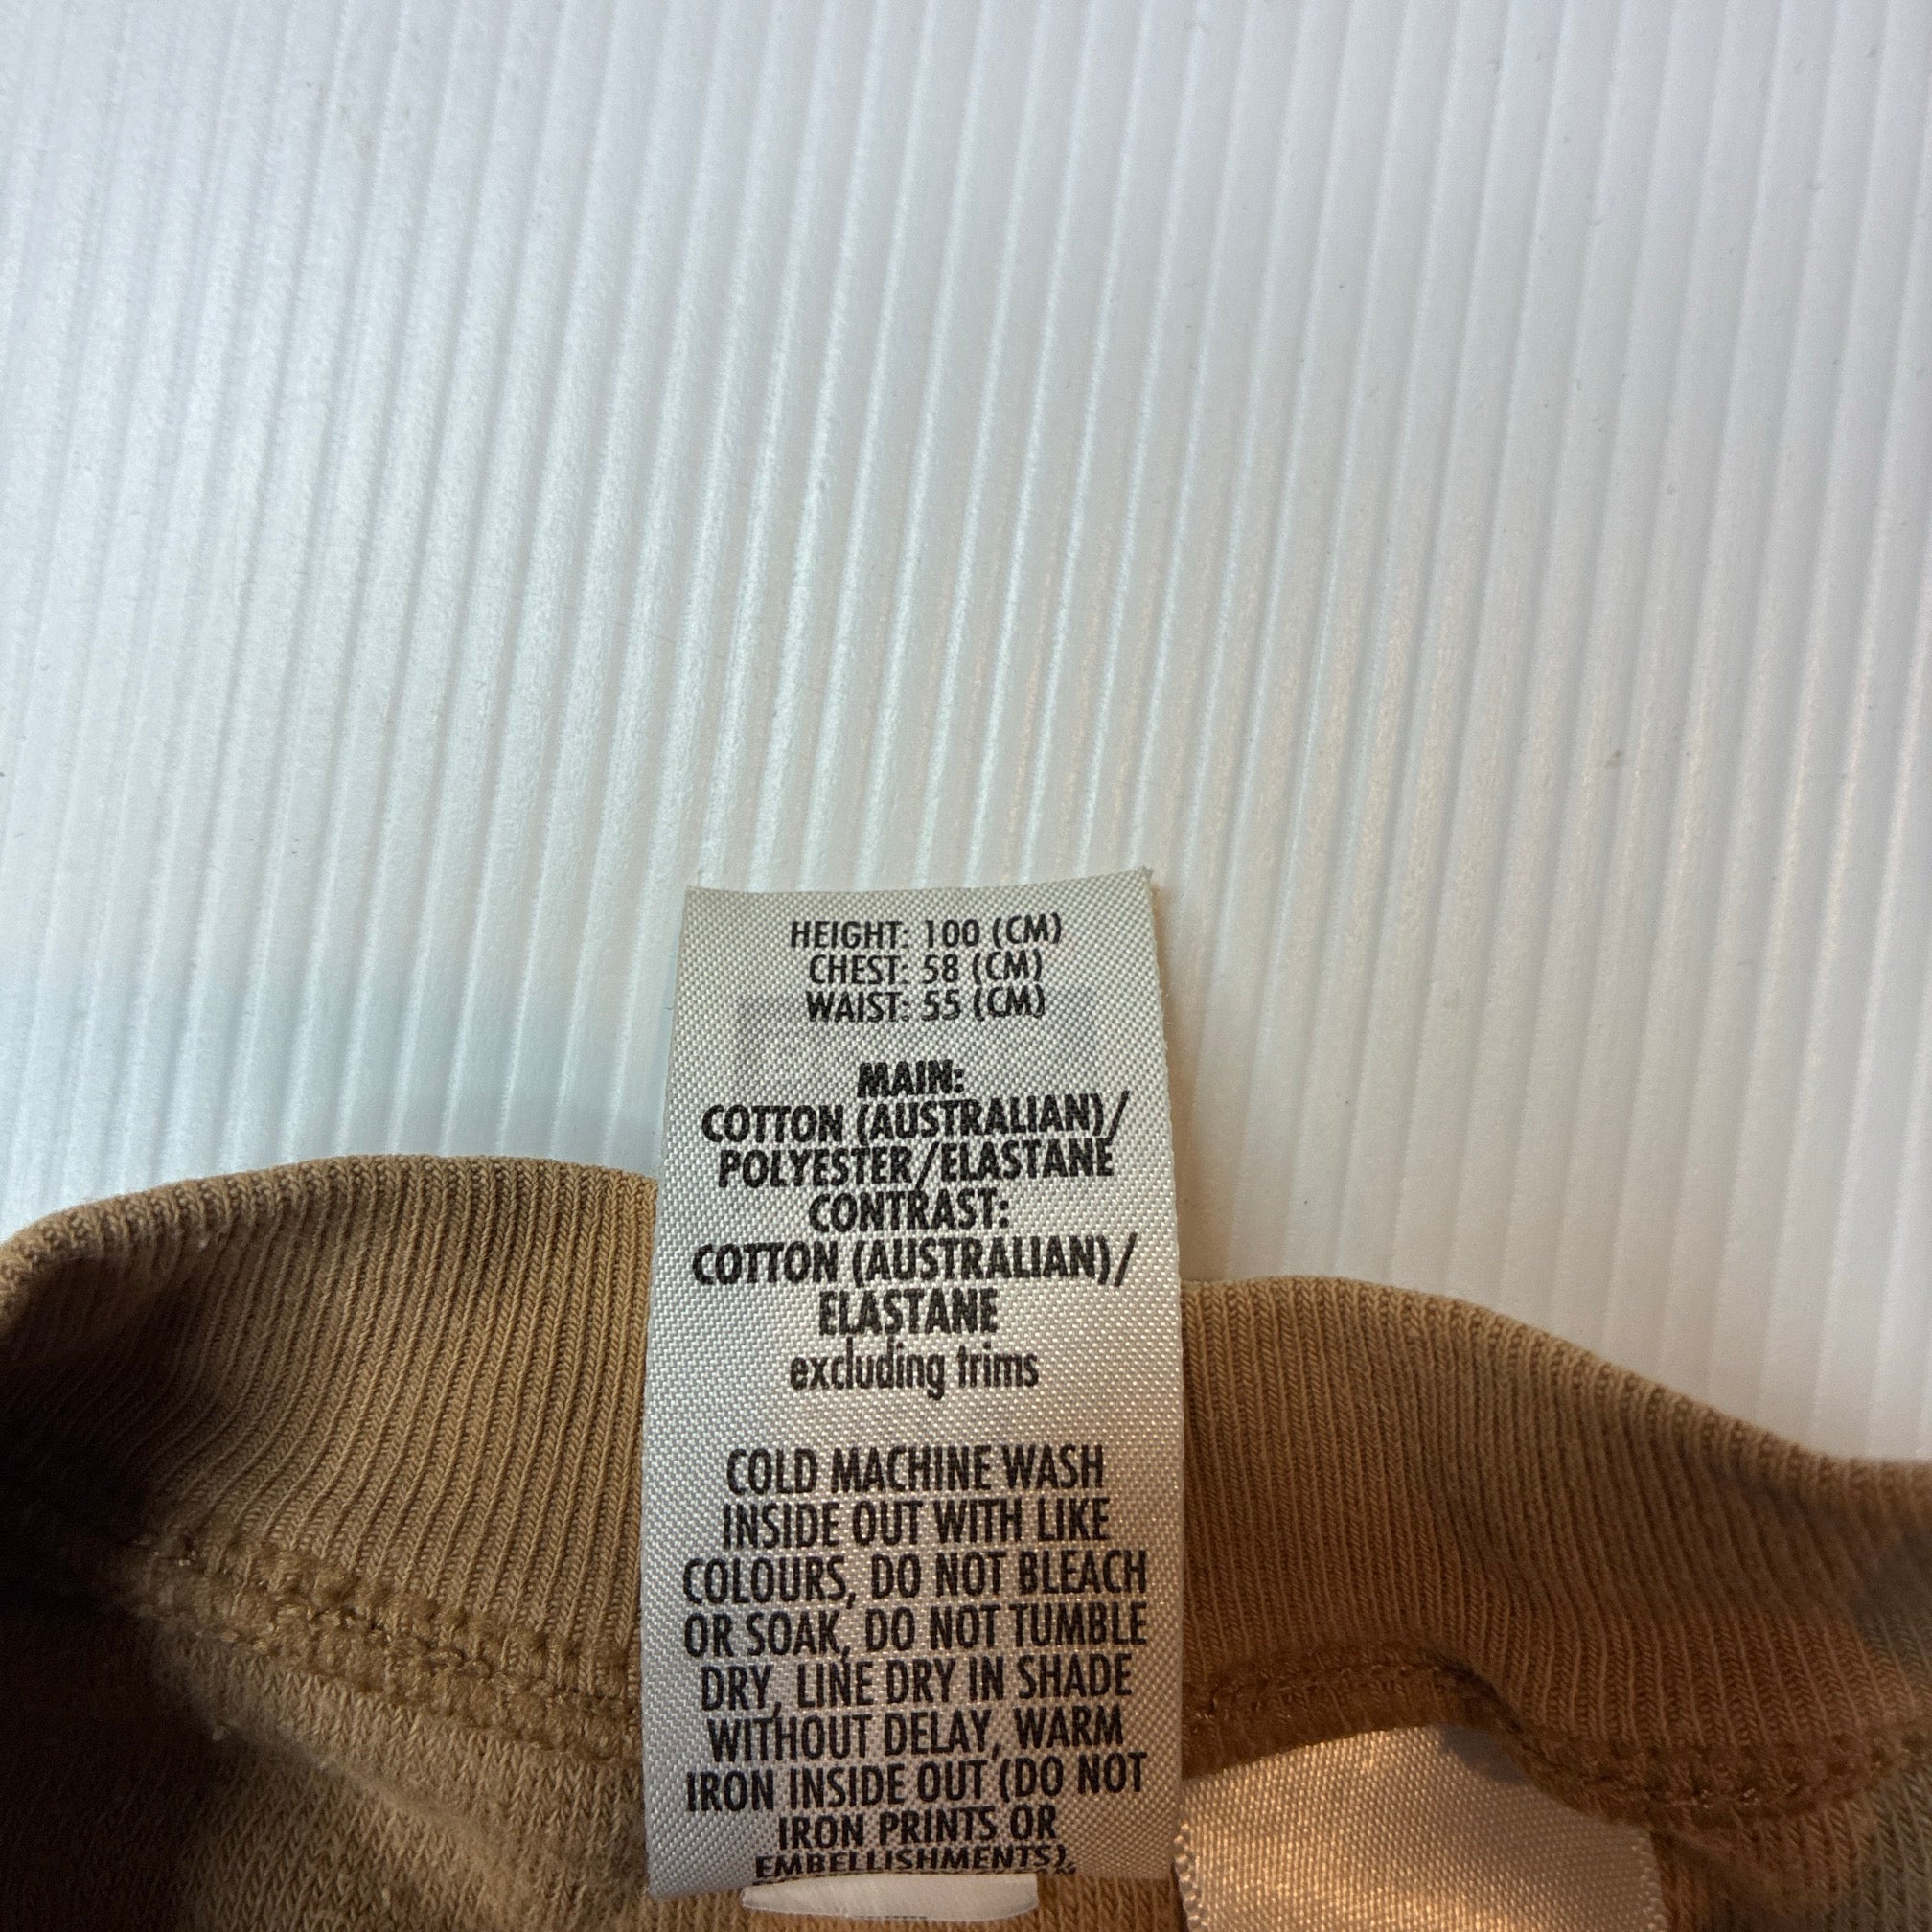 HEIGHT: 100 (CM)
CHEST: 58 (CM)
WAIST: 55 (CM)
MAIN:
COTTON (AUSTRALIAN)/
POLYESTER/ELASTANE
CONTRAST:
COTTON (AUSTRALIAN)/
ELASTANE
excluding trims
COLD MACHINE WASH
INSIDE OUT WITH LIKE
COLOURS, DO NOT BLEACH
OR SOAK, DO NOT TUMBLE
DRY, LINE DRY IN SHADE
WITHOUT DELAY, WARM
IRON INSIDE OUT (DO NOT
IRON PRINTS OR
EMBELLISHMENTS),